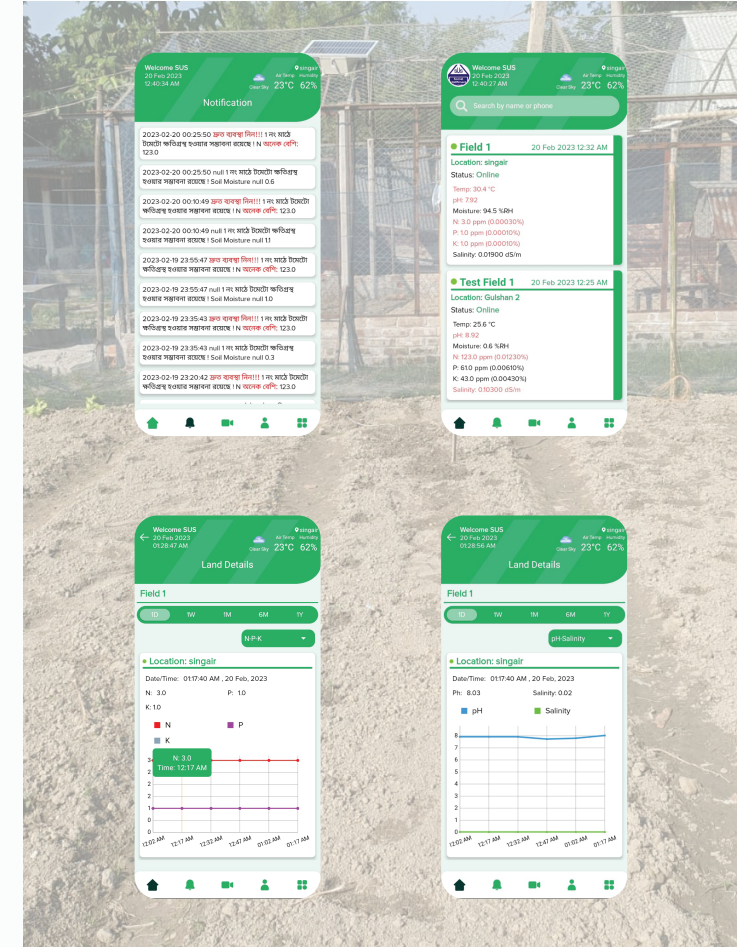 Welcome SUS
20 Feb 2023
12:40:34 AM
singair
Air Temp Humidity
Clear Sky 23°C 62%
Notification
2023-02-20 00:25:50 দ্রুত ব্যবস্থা নিন!!! 1 নং মাঠে
টমেটো ক্ষতিগ্রস্থ হওয়ার সম্ভাবনা রয়েছে ! N অনেক বেশি:
123.0
2023-02-20 00:25:50 null 1 নং মাঠে টমেটো ক্ষতিগ্রস্থ
হওয়ার সম্ভাবনা রয়েছে ! Soil Moisture null 0.6
2023-02-20 00:10:49 দ্রুত ব্যবস্থা নিন!!! 1 নং মাঠে টমেটো
ক্ষতিগ্রস্থ হওয়ার সম্ভাবনা রয়েছে ! N অনেক বেশি: 123.0
2023-02-20 00:10:49 null 1 নং মাঠে টমেটো ক্ষতিগ্রস্থ
হওয়ার সম্ভাবনা রয়েছে ! Soil Moisture null 1.1
2023-02-19 23:55:47 দ্রুত ব্যবস্থা নিন!!! 1 নং মাঠে টমেটো
ক্ষতিগ্রস্থ হওয়ার সম্ভাবনা রয়েছে ! N অনেক বেশি: 123.0
2023-02-19 23:55:47 null 1 নং মাঠে টমেটো ক্ষতিগ্রস্থ
হওয়ার সম্ভাবনা রয়েছে ! Soil Moisture null 1.0
2023-02-19 23:35:43 দ্রুত ব্যবস্থা নিন!!! 1 নং মাঠে টমেটো
ক্ষতিগ্রস্থ হওয়ার সম্ভাবনা রয়েছে ! N অনেক বেশি: 123.0
2023-02-19 23:35:43 null 1 নং মাঠে টমেটো ক্ষতিগ্রস্থ
হওয়ার সম্ভাবনা রয়েছে ! Soil Moisture null 0.3
2023-02-19 23:20:42 দ্রুত ব্যবস্থা নিন!!! 1 নং মাঠে টমেটো
ক্ষতিগ্রস্থ হওয়ার সম্ভাবনা রয়েছে ! N অনেক বেশি: 123.0
Welcome SUS
20 Feb 2023
12:40:27 AM
singair
Air Temp Humidity
Clear Sky 23°C 62%
Search by name or phone
Field 1 20 Feb 2023 12:32 AM
Location: singair
Status: Online
Temp: 30.4 °C
pH: 7.92
Moisture: 94.5 %RH
N: 3.0 ppm (0.00030%)
P: 1.0 ppm (0.00010%)
K: 1.0 ppm (0.00010%)
Salinity: 0.01900 dS/m
Test Field 1 20 Feb 2023 12:25 AM
Location: Gulshan 2
Status: Online
Temp: 25.6 °C
pH: 8.92
Moisture: 0.6 %RH
N: 123.0 ppm (0.01230%)
P: 61.0 ppm (0.00610%)
K: 43.0 ppm (0.00430%)
Salinity: 0.10300 dS/m
Welcome SUS
20 Feb 2023
01:28:47 AM
singair
Air Temp Humidity
Clear Sky 23°C 62%
Land Details
Field 1
1D 1W 1M 6M 1Y
N-P-K
Location: singair
Date/Time: 01:17:40 AM , 20 Feb, 2023
N: 3.0 P: 1.0
K: 1.0
N P
K
N: 3.0
Time: 12:17 AM
3
2
2
1
0
0
12:02 AM 12:17 AM 12:32 AM 12:47 AM 01:02 AM 01:17 AM
Welcome SUS
20 Feb 2023
01:28:56 AM
singair
Air Temp Humidity
Clear Sky 23°C 62%
Land Details
Field 1
1D 1W 1M 6M 1Y
pH-Salinity
Location: singair
Date/Time: 01:17:40 AM , 20 Feb, 2023
Ph: 8.03 Salinity: 0.02
pH Salinity
8
7
6
5
4
3
2
1
0
12:02 AM 12:17 AM 12:32 AM 12:47 AM 01:02 AM 01:17 AM